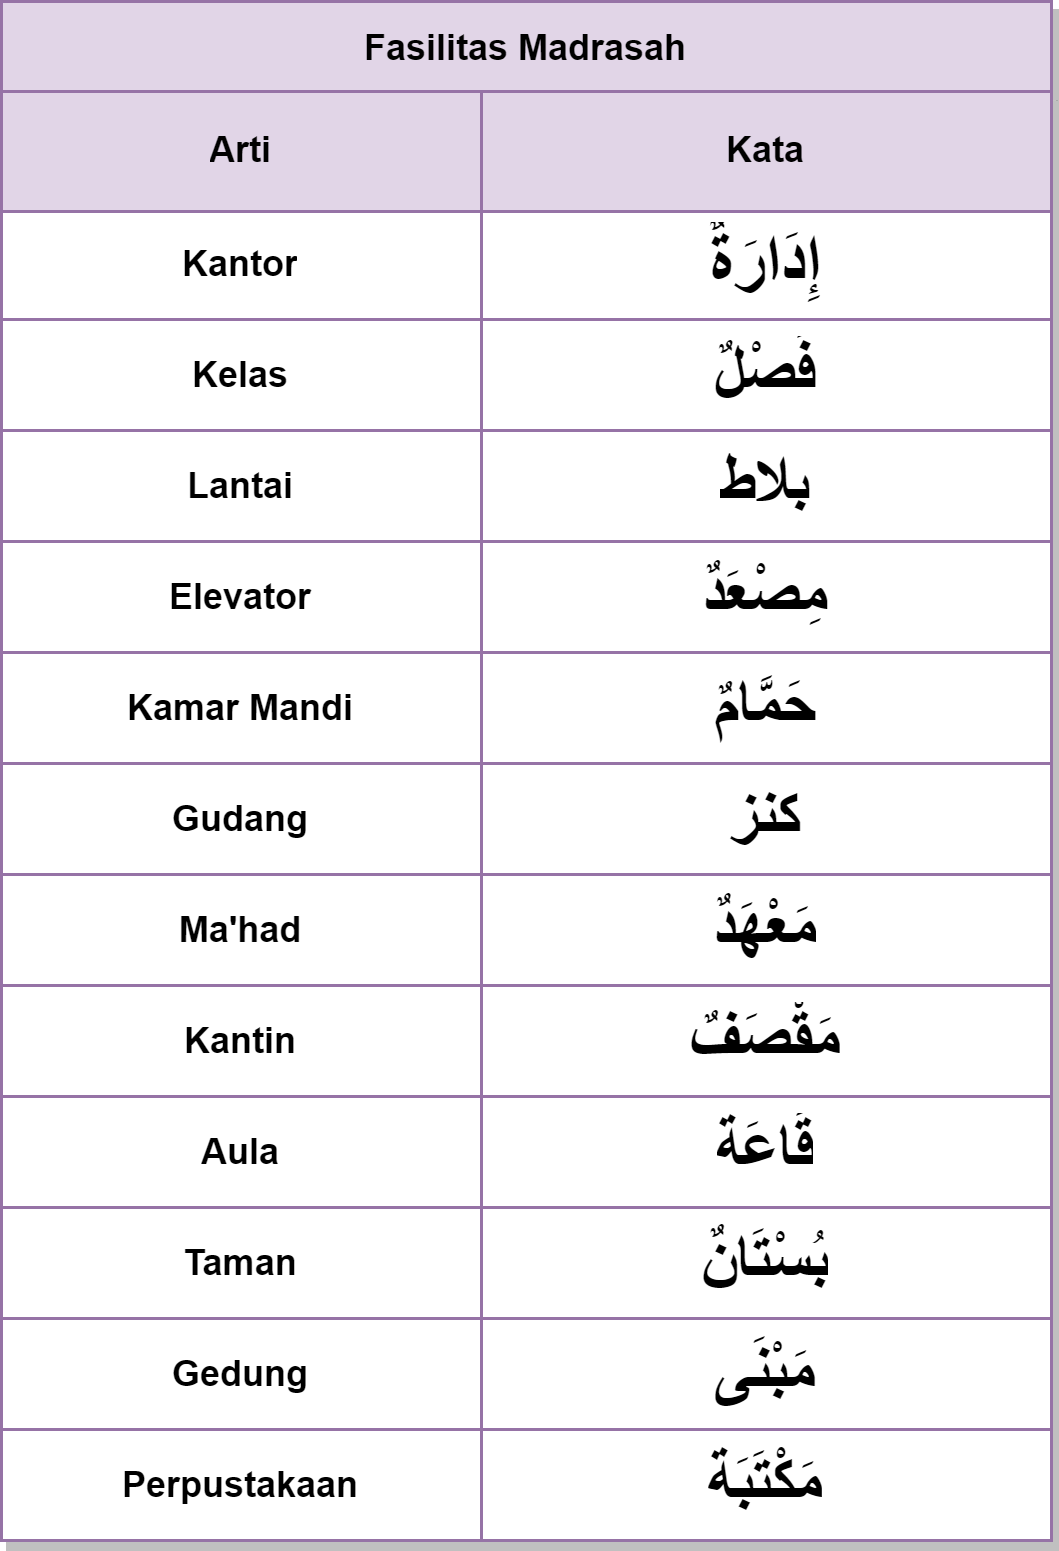 Fasilitas Madrasah
Arti Kata
Kantor إِدَارَةٌ
Kelas فَصْلٌ
Lantai بلاط
Elevator مِصْعَدٌ
Kamar Mandi حَمَّامٌ
Gudang كنز
Ma'had مَعْهَدٌ
Kantin مَقْصَفٌ
Aula قَاعَة
Taman بُسْتَانٌ
Gedung مَبْنَى
Perpustakaan مَكْتَبَة